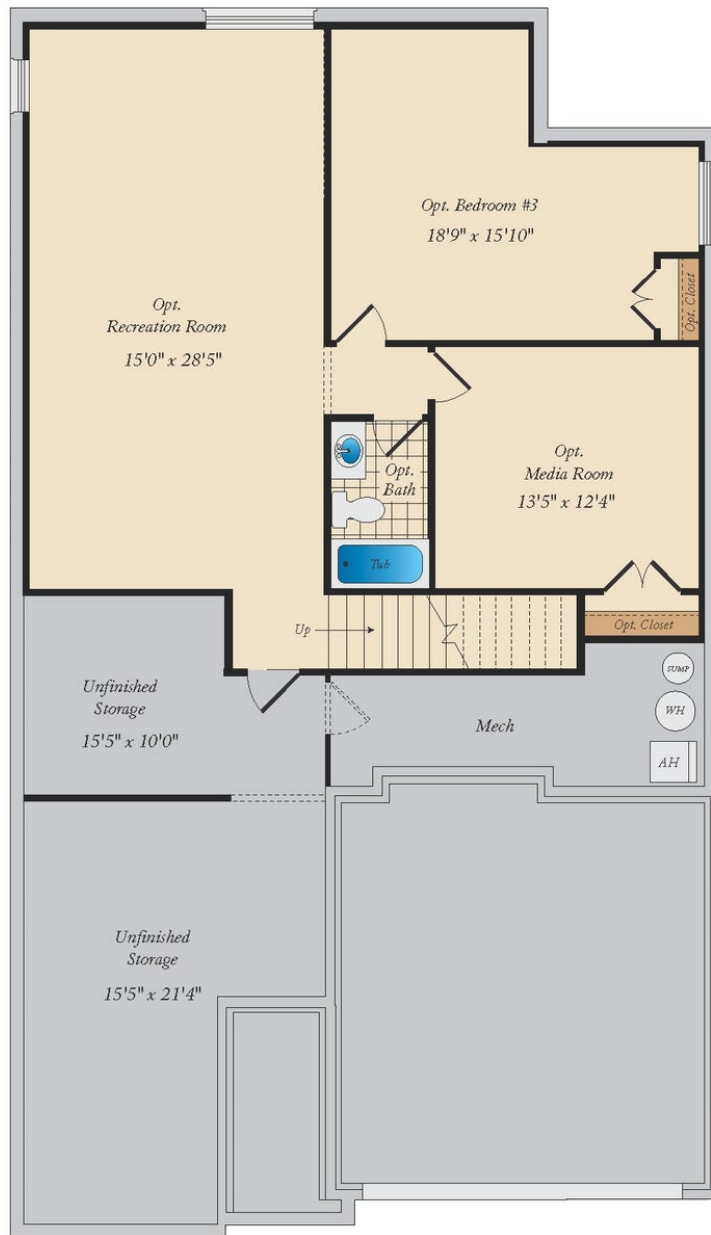 Opt. Bedroom #3
18'9" x 15'10"
Opt. Closet
Opt.
Recreation Room
15'0" x 28'5"
Opt.
Media Room
13'5" x 12'4"
Opt.
Bath
Tub
Up
Opt. Closet
Unfinished
Storage
15'5" x 10'0"
Mech
SUMP
WH
AH
Unfinished
Storage
15'5" x 21'4"